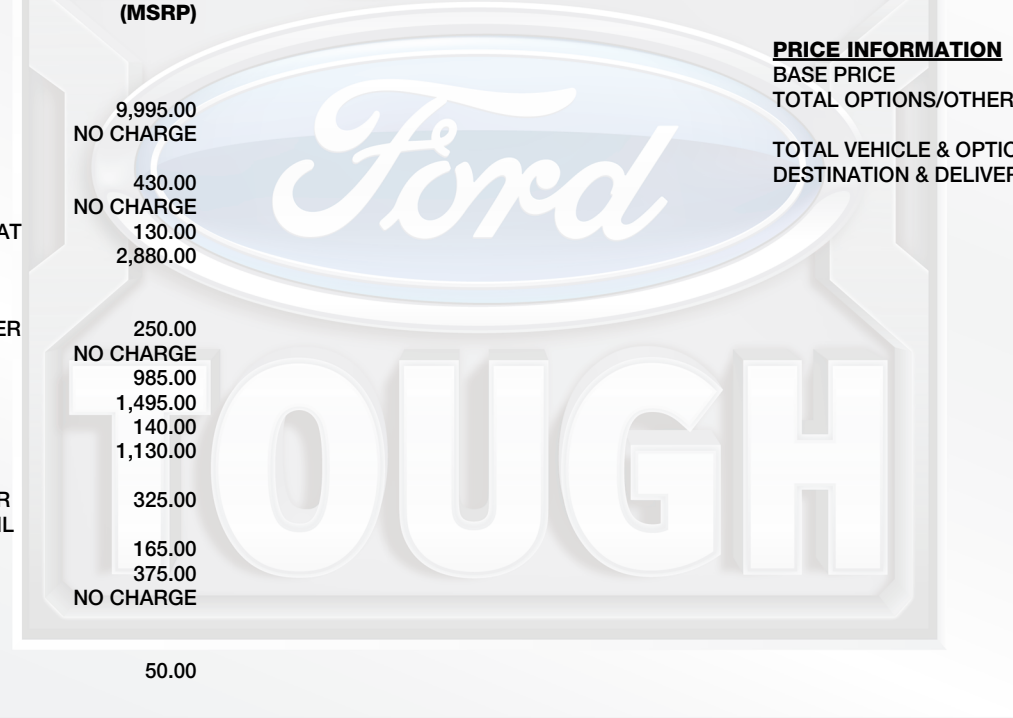 (MSRP)
9,995.00
NO CHARGE
430.00
NO CHARGE
AT 130.00
2,880.00
ER 250.00
NO CHARGE
985.00
1,495.00
140.00
1,130.00
R 325.00
IL
165.00
375.00
NO CHARGE
50.00
PRICE INFORMATION
BASE PRICE
TOTAL OPTIONS/OTHER
TOTAL VEHICLE & OPTIO
DESTINATION & DELIVER
Ford
TOUGH